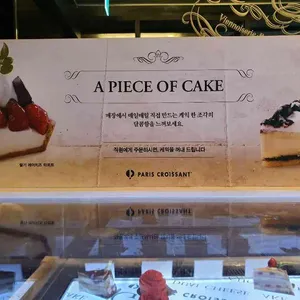 A PIECE OF CAKE
매장에서 매일매일 직접 만드는 케익 한 조각의
달콤함을 느껴보세요.
직원에게 주문하시면, 케익을 꺼내 드립니다
PARIS CROISSANT